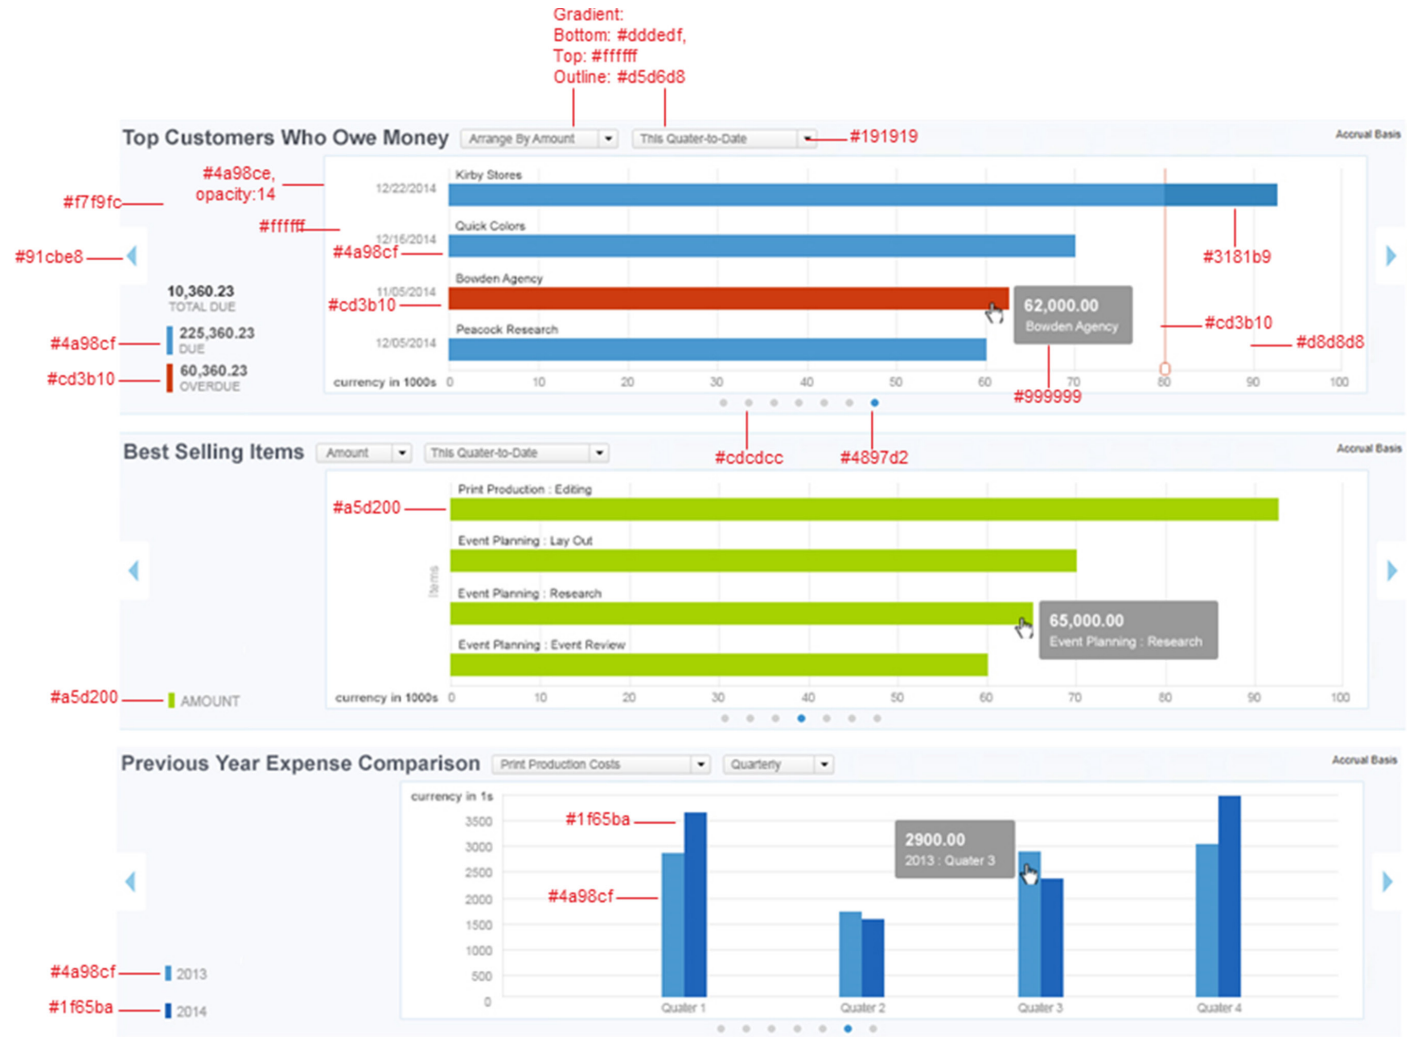 Gradient:
Bottom: #dddedf,
Top: #ffffff
Outline: #d5d6d8
Top Customers Who Owe Money
Arrange By Amount
This Quater-to-Date
#191919
Accrual Basis
#4a98ce,
opacity:14
#f7f9fc
#ffffff
#91cbe8
Kirby Stores
12/22/2014
Quick Colors
12/16/2014
#4a98cf
#3181b9
Bowden Agency
11/05/2014
#cd3b10
62,000.00
Bowden Agency
#cd3b10
#d8d8d8
Peacock Research
12/05/2014
10,360.23
TOTAL DUE
#4a98cf
225,360.23
DUE
#cd3b10
60,360.23
OVERDUE
currency in 1000s
0 10 20 30 40 50 60 70 80 90 100
#999999
#cdcdcc
#4897d2
Best Selling Items
Amount
This Quater-to-Date
Accrual Basis
Print Production : Editing
#a5d200
Event Planning : Lay Out
Items
Event Planning : Research
65,000.00
Event Planning : Research
Event Planning : Event Review
#a5d200
AMOUNT
currency in 1000s
0 10 20 30 40 50 60 70 80 90 100
Previous Year Expense Comparison
Print Production Costs
Quarterly
Accrual Basis
currency in 1s
3500
3000
2500
2000
1500
1000
500
0
#1f65ba
#4a98cf
2900.00
2013 : Quater 3
#4a98cf
2013
#1f65ba
2014
Quater 1 Quater 2 Quater 3 Quater 4